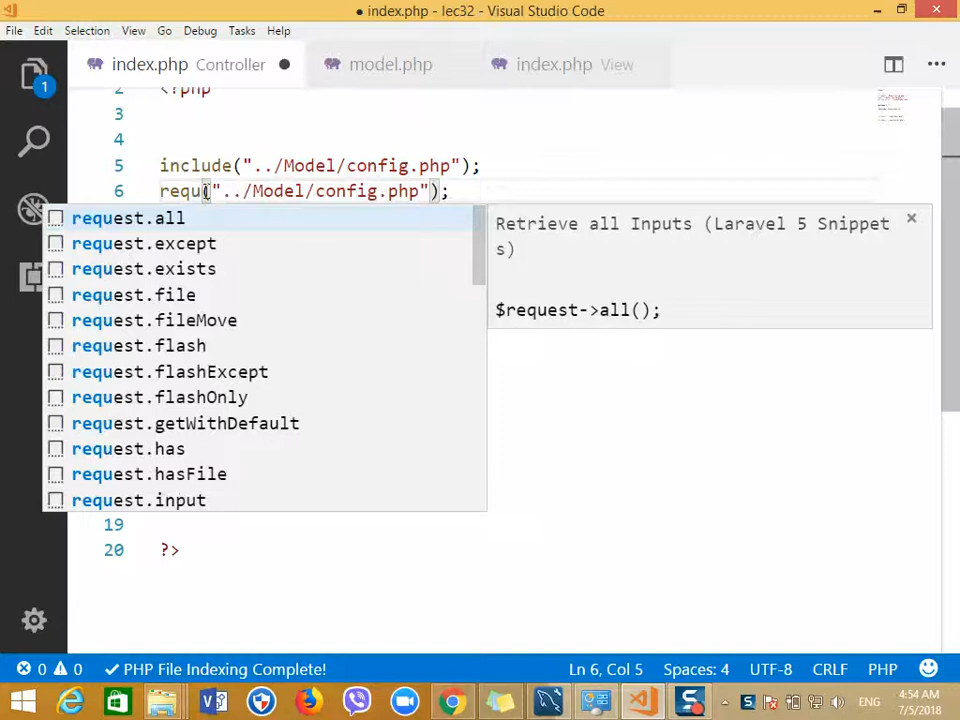 ● index.php - lec32 - Visual Studio Code
File Edit Selection View Go Debug Tasks Help
index.php Controller ● model.php index.php View
1
2 <?php
3
4
5 include("../Model/config.php");
6 requ("../Model/config.php");
request.all
request.except
request.exists
request.file
request.fileMove
request.flash
request.flashExcept
request.flashOnly
request.getWithDefault
request.has
request.hasFile
request.input
Retrieve all Inputs (Laravel 5 Snippet
s)
$request->all();
19
20 ?>
0 0 ✓ PHP File Indexing Complete! Ln 6, Col 5 Spaces: 4 UTF-8 CRLF PHP
ENG
4:54 AM
7/5/2018